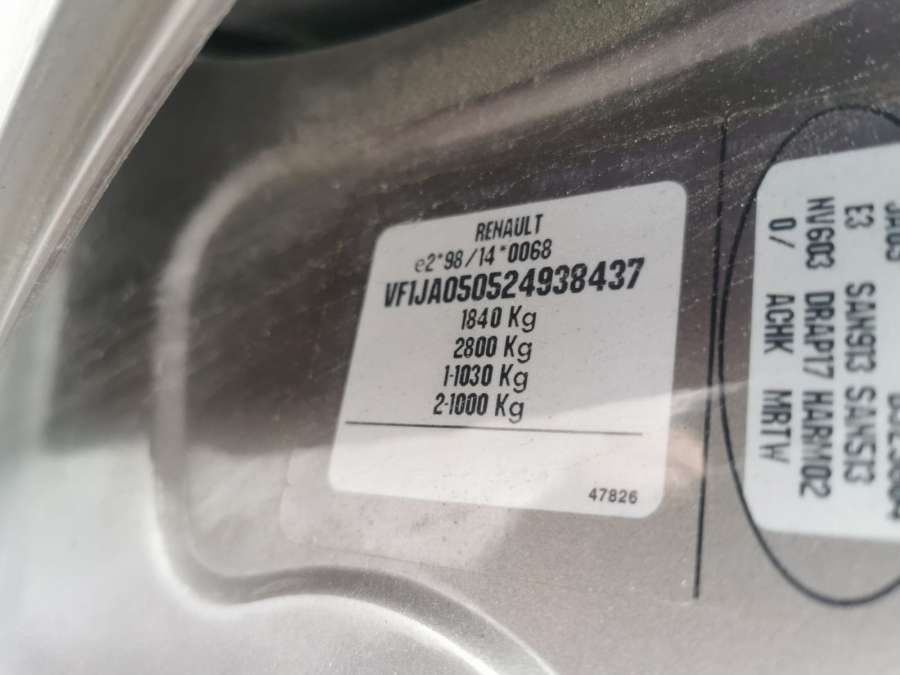 RENAULT
e2*98/14*0068
VF1JA050524938437
1840 Kg
2800 Kg
1-1030 Kg
2-1000 Kg
47826
E3 SAN913 SAN513
NV603 DRAP17 HARM02
0/ ACHK MRTW